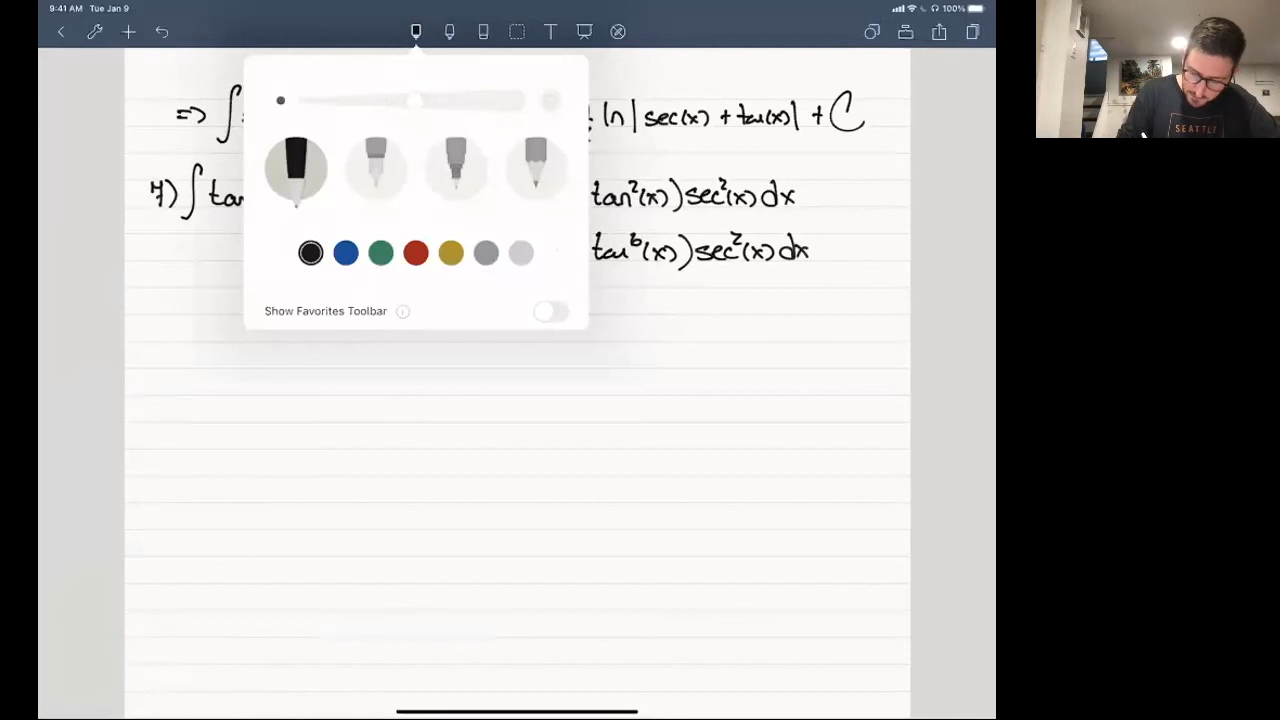 9:41 AM Tue Jan 9 100%
=> ∫ ln|sec(x) + tan(x)| + C
4) ∫ tan tan²(x))sec²(x)dx
tan⁶(x))sec²(x)dx
Show Favorites Toolbar
SEATTLE